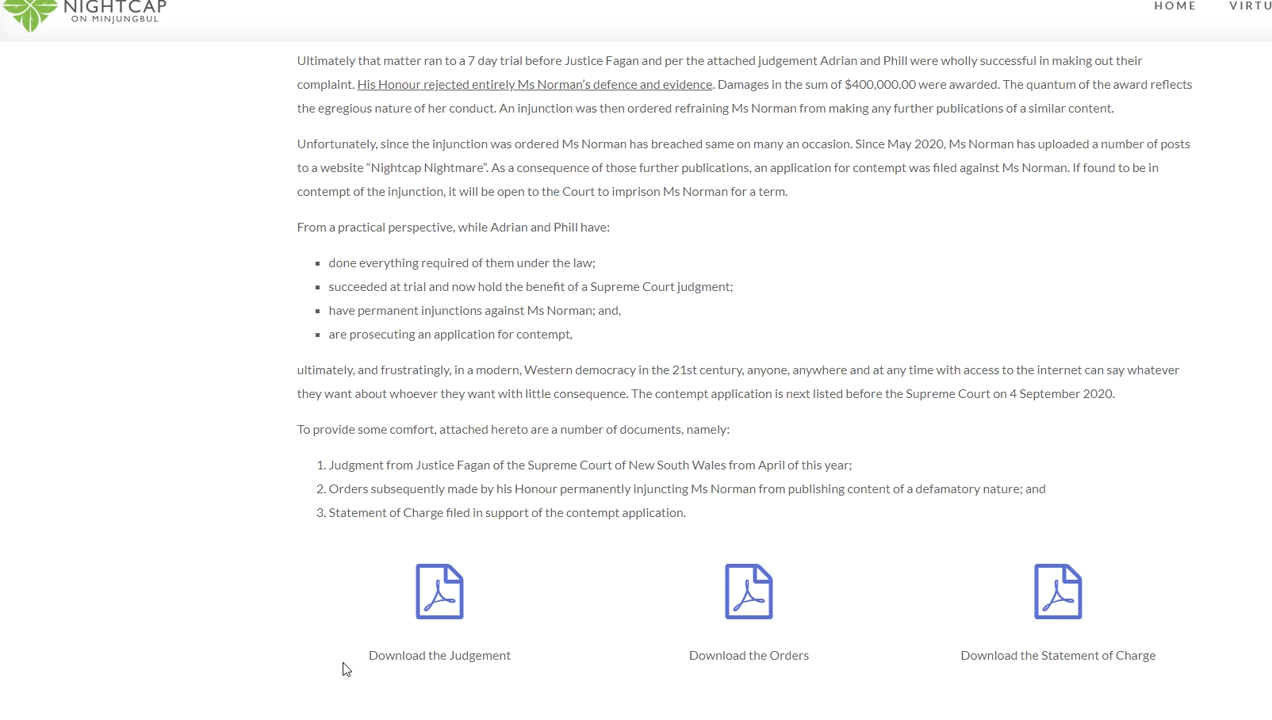 NIGHTCAP
ON MINJUNGBUL
HOME VIRTU
Ultimately that matter ran to a 7 day trial before Justice Fagan and per the attached judgement Adrian and Phill were wholly successful in making out their
complaint. His Honour rejected entirely Ms Norman's defence and evidence. Damages in the sum of $400,000.00 were awarded. The quantum of the award reflects
the egregious nature of her conduct. An injunction was then ordered refraining Ms Norman from making any further publications of a similar content.
Unfortunately, since the injunction was ordered Ms Norman has breached same on many an occasion. Since May 2020, Ms Norman has uploaded a number of posts
to a website “Nightcap Nightmare”. As a consequence of those further publications, an application for contempt was filed against Ms Norman. If found to be in
contempt of the injunction, it will be open to the Court to imprison Ms Norman for a term.
From a practical perspective, while Adrian and Phill have:
▪ done everything required of them under the law;
▪ succeeded at trial and now hold the benefit of a Supreme Court judgment;
▪ have permanent injunctions against Ms Norman; and,
▪ are prosecuting an application for contempt,
ultimately, and frustratingly, in a modern, Western democracy in the 21st century, anyone, anywhere and at any time with access to the internet can say whatever
they want about whoever they want with little consequence. The contempt application is next listed before the Supreme Court on 4 September 2020.
To provide some comfort, attached hereto are a number of documents, namely:
1. Judgment from Justice Fagan of the Supreme Court of New South Wales from April of this year;
2. Orders subsequently made by his Honour permanently injuncting Ms Norman from publishing content of a defamatory nature; and
3. Statement of Charge filed in support of the contempt application.
Download the Judgement
Download the Orders
Download the Statement of Charge